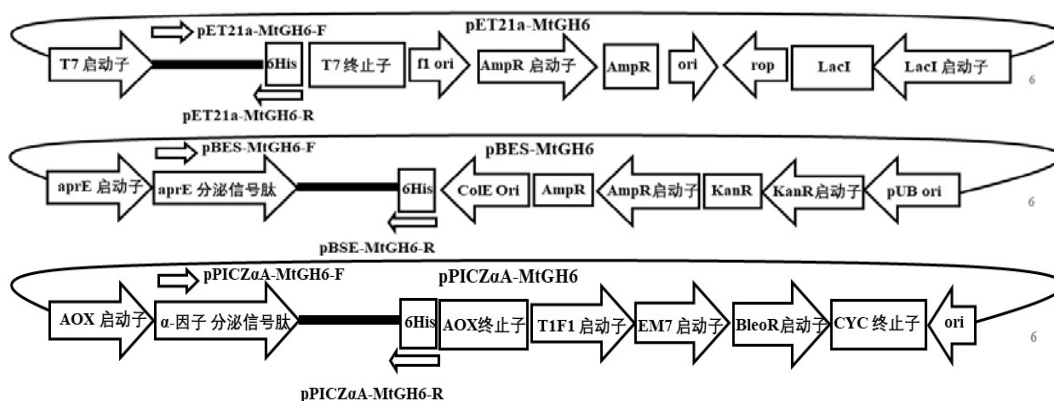 pET21a-MtGH6
pET21a-MtGH6-F
T7 启动子 6His T7 终止子 f1 ori AmpR 启动子 AmpR ori rop LacI LacI 启动子
6
pET21a-MtGH6-R
pBES-MtGH6
pBES-MtGH6-F
aprE 启动子 aprE 分泌信号肽 6His ColE Ori AmpR AmpR启动子 KanR KanR启动子 pUB ori
6
pBSE-MtGH6-R
pPICZαA-MtGH6
pPICZαA-MtGH6-F
AOX 启动子 α-因子 分泌信号肽 6His AOX终止子 T1F1 启动子 EM7 启动子 BleoR启动子 CYC 终止子 ori
6
pPICZαA-MtGH6-R